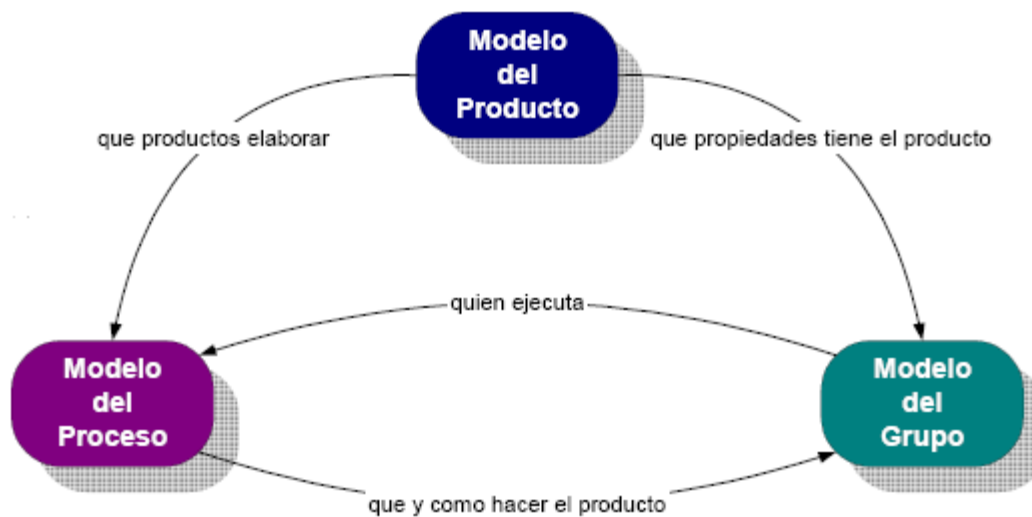 Modelo
del
Producto
que productos elaborar
que propiedades tiene el producto
quien ejecuta
Modelo
del
Proceso
Modelo
del
Grupo
que y como hacer el producto